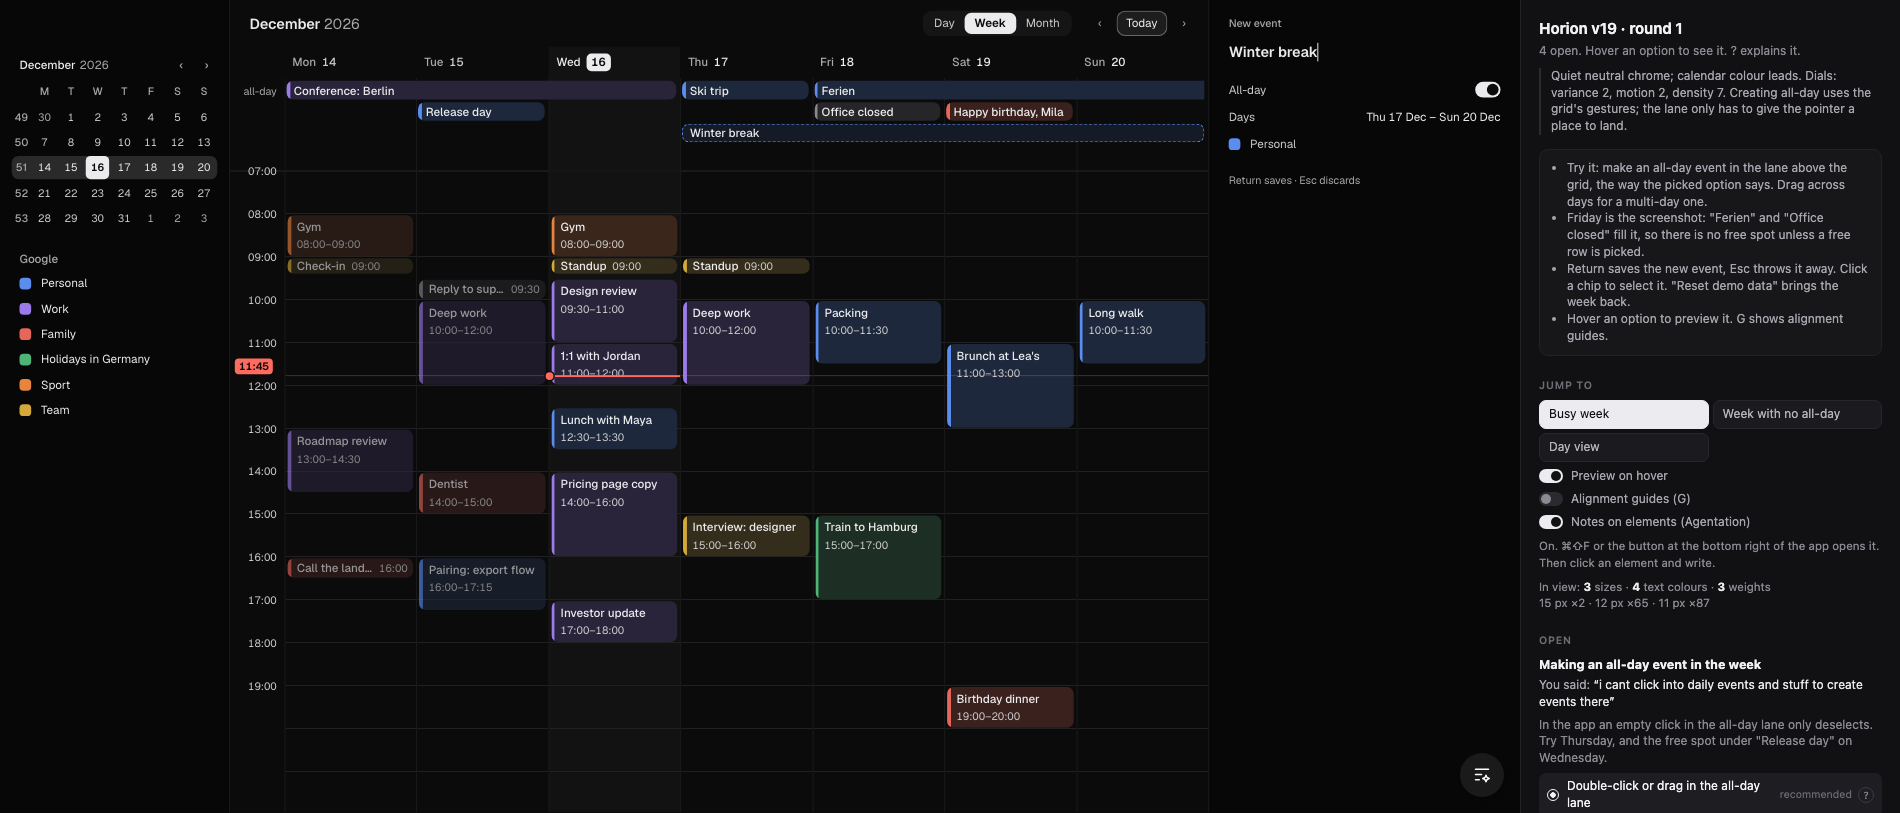 December 2026
M T W T F S S
49 30 1 2 3 4 5 6
50 7 8 9 10 11 12 13
51 14 15 16 17 18 19 20
52 21 22 23 24 25 26 27
53 28 29 30 31 1 2 3
Google
Personal
Work
Family
Holidays in Germany
Sport
Team
December 2026
Day Week Month ‹ Today ›
Mon 14 Tue 15 Wed 16 Thu 17 Fri 18 Sat 19 Sun 20
all-day
Conference: Berlin
Ski trip
Ferien
Release day
Office closed
Happy birthday, Mila
Winter break
07:00
08:00
09:00
10:00
11:00
11:45
12:00
13:00
14:00
15:00
16:00
17:00
18:00
19:00
Gym
08:00–09:00
Check-in 09:00
Roadmap review
13:00–14:30
Call the land... 16:00
Reply to sup... 09:30
Deep work
10:00–12:00
Dentist
14:00–15:00
Pairing: export flow
16:00–17:15
Gym
08:00–09:00
Standup 09:00
Design review
09:30–11:00
1:1 with Jordan
11:00–12:00
Lunch with Maya
12:30–13:30
Pricing page copy
14:00–16:00
Investor update
17:00–18:00
Standup 09:00
Deep work
10:00–12:00
Interview: designer
15:00–16:00
Packing
10:00–11:30
Train to Hamburg
15:00–17:00
Brunch at Lea's
11:00–13:00
Birthday dinner
19:00–20:00
Long walk
10:00–11:30
New event
Winter break
All-day
Days Thu 17 Dec – Sun 20 Dec
Personal
Return saves · Esc discards
Horion v19 · round 1
4 open. Hover an option to see it. ? explains it.
Quiet neutral chrome; calendar colour leads. Dials:
variance 2, motion 2, density 7. Creating all-day uses the
grid's gestures; the lane only has to give the pointer a
place to land.
• Try it: make an all-day event in the lane above the
grid, the way the picked option says. Drag across
days for a multi-day one.
• Friday is the screenshot: "Ferien" and "Office
closed" fill it, so there is no free spot unless a free
row is picked.
• Return saves the new event, Esc throws it away. Click
a chip to select it. "Reset demo data" brings the
week back.
• Hover an option to preview it. G shows alignment
guides.
JUMP TO
Busy week
Week with no all-day
Day view
Preview on hover
Alignment guides (G)
Notes on elements (Agentation)
On. ⌘⇧F or the button at the bottom right of the app opens it.
Then click an element and write.
In view: 3 sizes · 4 text colours · 3 weights
15 px ×2 · 12 px ×65 · 11 px ×87
OPEN
Making an all-day event in the week
You said: “i cant click into daily events and stuff to create
events there”
In the app an empty click in the all-day lane only deselects.
Try Thursday, and the free spot under "Release day" on
Wednesday.
Double-click or drag in the all-day
lane
recommended ?